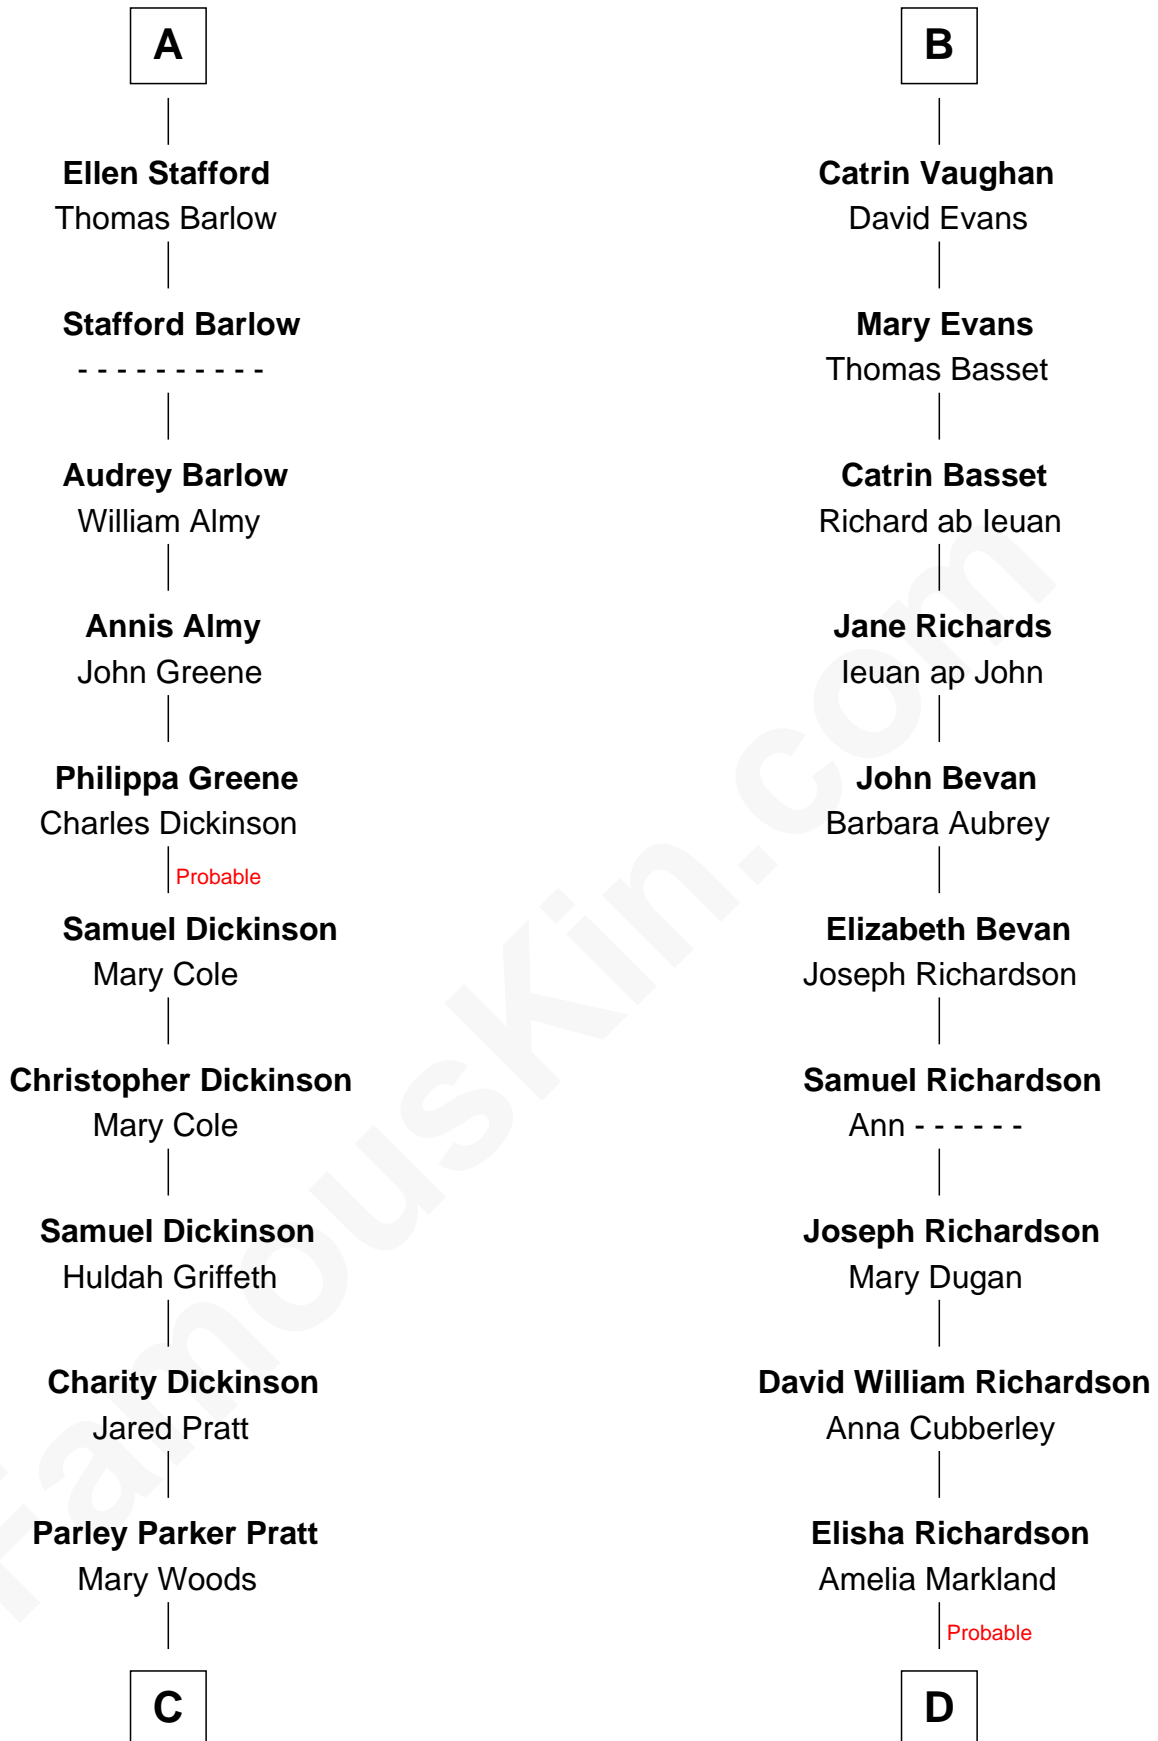 A
B
Ellen Stafford
Thomas Barlow
Catrin Vaughan
David Evans
Stafford Barlow
- - - - - - - - - -
Mary Evans
Thomas Basset
Audrey Barlow
William Almy
Catrin Basset
Richard ab Ieuan
Annis Almy
John Greene
Jane Richards
Ieuan ap John
Philippa Greene
Charles Dickinson
John Bevan
Barbara Aubrey
Probable
Samuel Dickinson
Mary Cole
Elizabeth Bevan
Joseph Richardson
Christopher Dickinson
Mary Cole
Samuel Richardson
Ann - - - - - -
Samuel Dickinson
Huldah Griffeth
Joseph Richardson
Mary Dugan
Charity Dickinson
Jared Pratt
David William Richardson
Anna Cubberley
Parley Parker Pratt
Mary Woods
Elisha Richardson
Amelia Markland
Probable
C
D
FamousKin.com